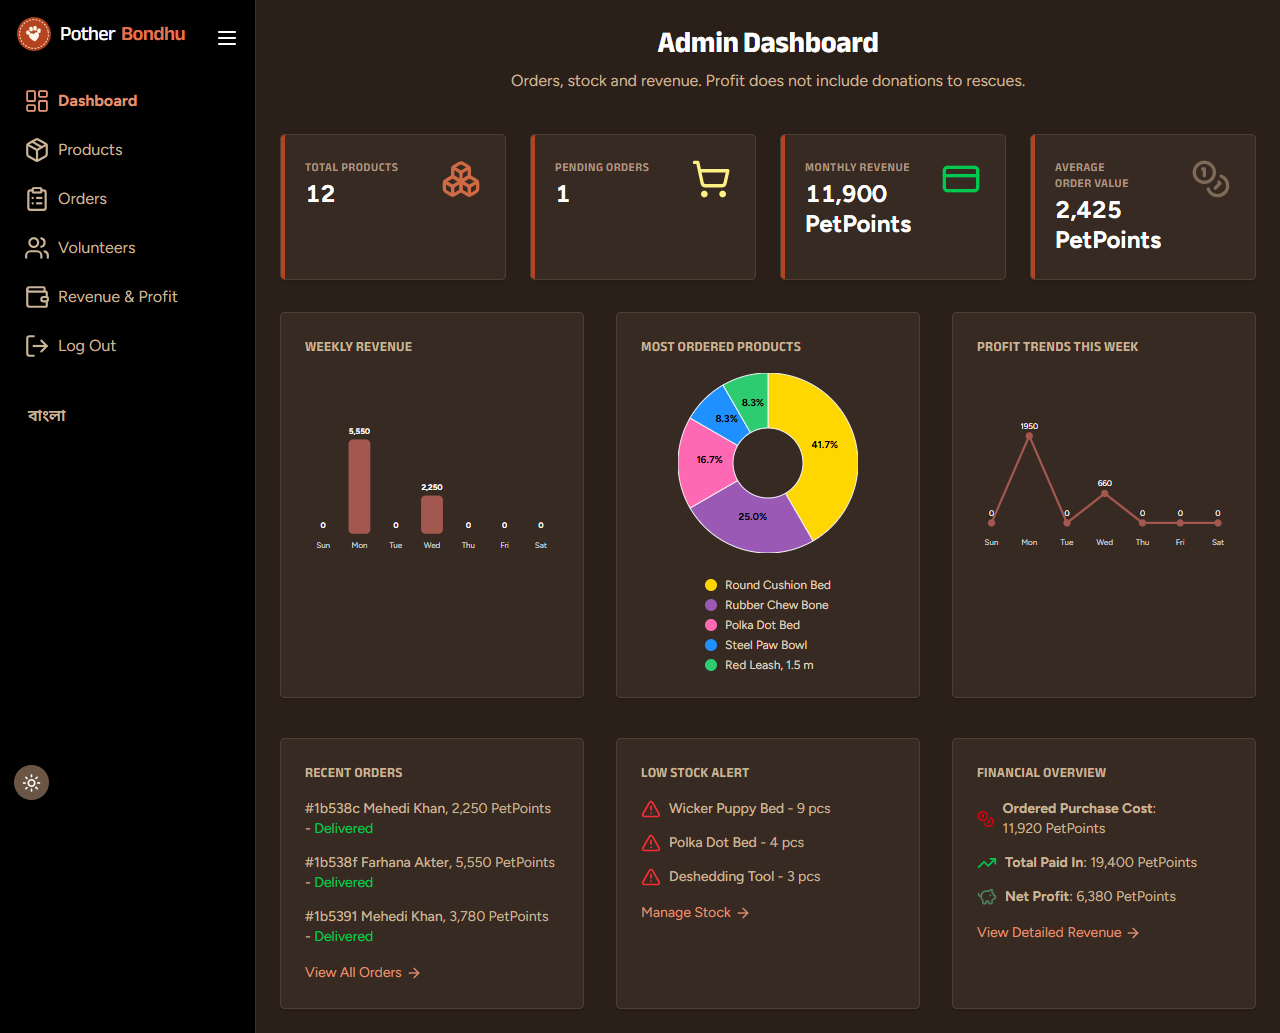 Pother Bondhu
Dashboard
Products
Orders
Volunteers
Revenue & Profit
Log Out
বাংলা
Admin Dashboard
Orders, stock and revenue. Profit does not include donations to rescues.
TOTAL PRODUCTS
12
PENDING ORDERS
1
MONTHLY REVENUE
11,900
PetPoints
AVERAGE
ORDER VALUE
2,425
PetPoints
WEEKLY REVENUE
5,550
2,250
0 0 0 0 0
Sun Mon Tue Wed Thu Fri Sat
MOST ORDERED PRODUCTS
8.3%
8.3%
41.7%
16.7%
25.0%
Round Cushion Bed
Rubber Chew Bone
Polka Dot Bed
Steel Paw Bowl
Red Leash, 1.5 m
PROFIT TRENDS THIS WEEK
1950
660
0 0 0 0 0
Sun Mon Tue Wed Thu Fri Sat
RECENT ORDERS
#1b538c Mehedi Khan, 2,250 PetPoints
- Delivered
#1b538f Farhana Akter, 5,550 PetPoints
- Delivered
#1b5391 Mehedi Khan, 3,780 PetPoints
- Delivered
View All Orders →
LOW STOCK ALERT
Wicker Puppy Bed - 9 pcs
Polka Dot Bed - 4 pcs
Deshedding Tool - 3 pcs
Manage Stock →
FINANCIAL OVERVIEW
Ordered Purchase Cost:
11,920 PetPoints
Total Paid In: 19,400 PetPoints
Net Profit: 6,380 PetPoints
View Detailed Revenue →